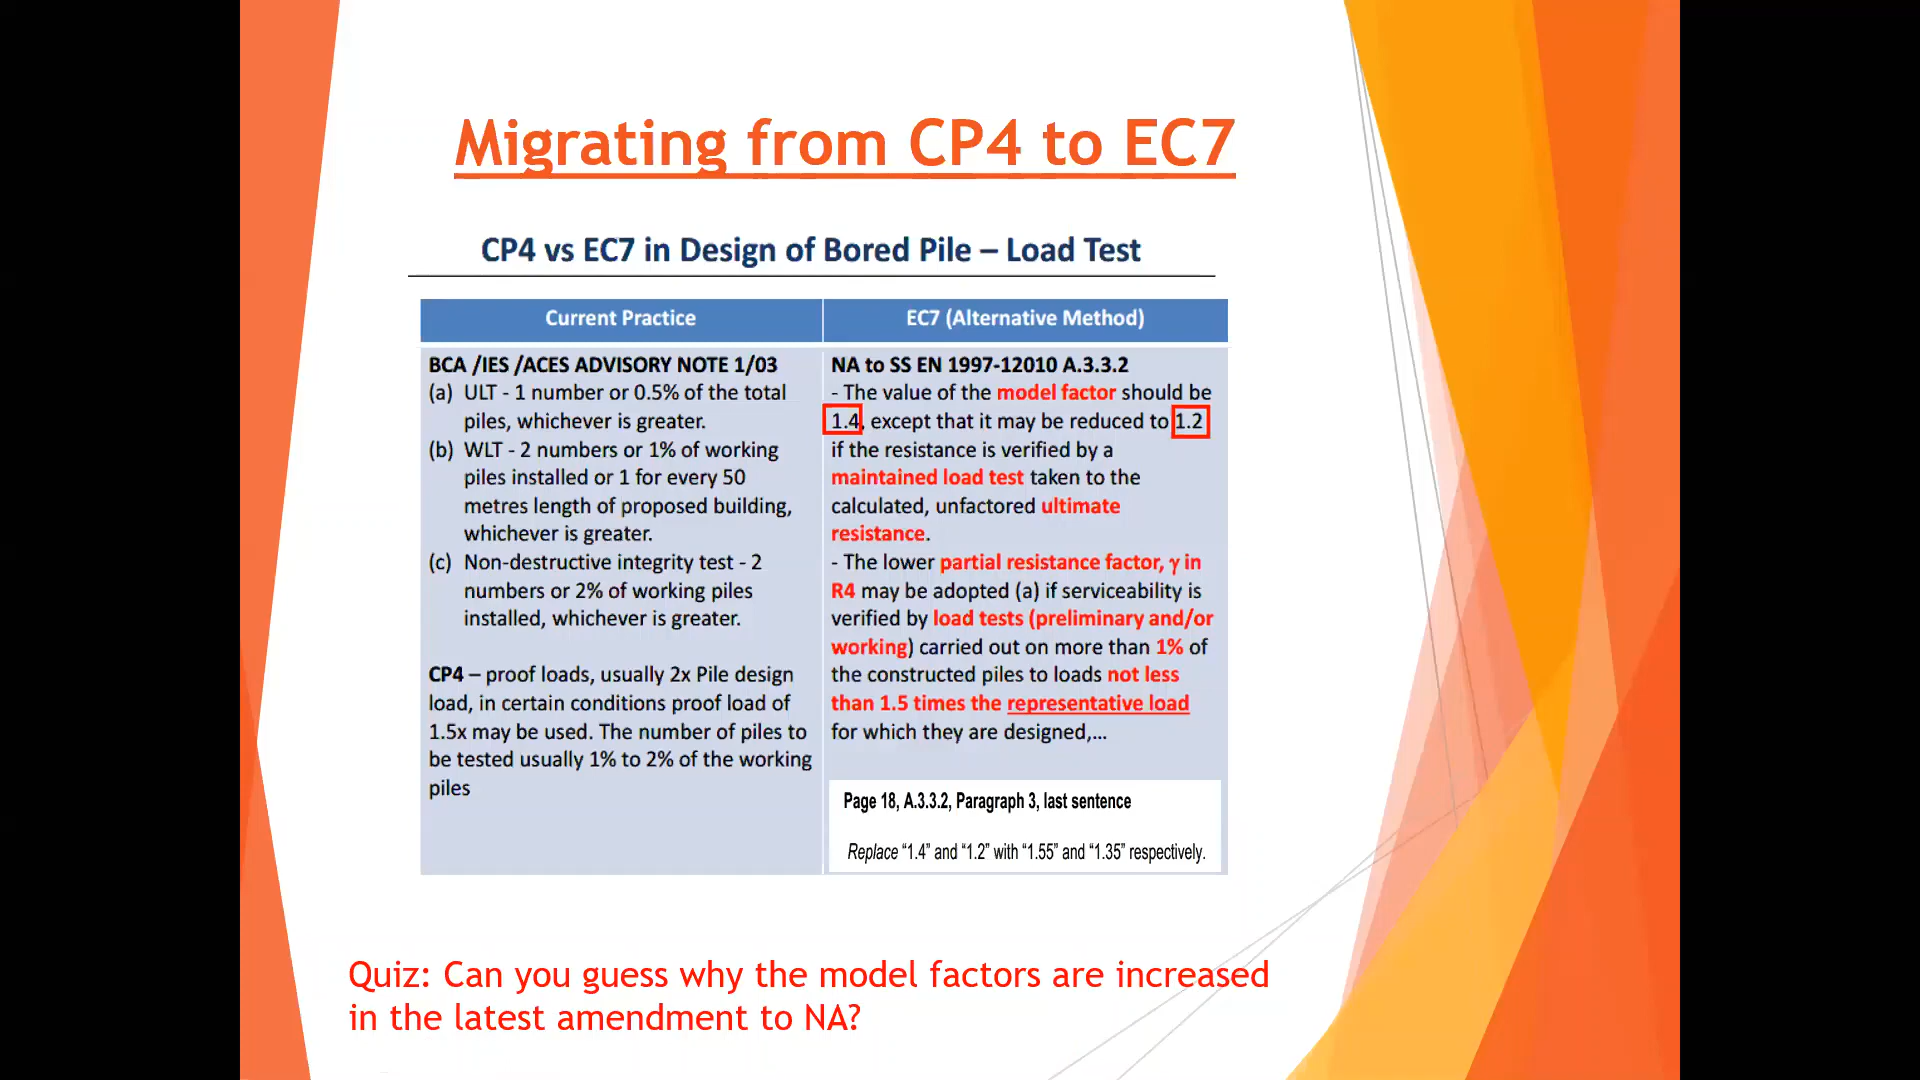 Migrating from CP4 to EC7
CP4 vs EC7 in Design of Bored Pile – Load Test
Current Practice
BCA /IES /ACES ADVISORY NOTE 1/03
(a) ULT - 1 number or 0.5% of the total
piles, whichever is greater.
(b) WLT - 2 numbers or 1% of working
piles installed or 1 for every 50
metres length of proposed building,
whichever is greater.
(c) Non-destructive integrity test - 2
numbers or 2% of working piles
installed, whichever is greater.
CP4 – proof loads, usually 2x Pile design
load, in certain conditions proof load of
1.5x may be used. The number of piles to
be tested usually 1% to 2% of the working
piles
EC7 (Alternative Method)
NA to SS EN 1997-12010 A.3.3.2
- The value of the model factor should be
1.4, except that it may be reduced to 1.2
if the resistance is verified by a
maintained load test taken to the
calculated, unfactored ultimate
resistance.
- The lower partial resistance factor, γ in
R4 may be adopted (a) if serviceability is
verified by load tests (preliminary and/or
working) carried out on more than 1% of
the constructed piles to loads not less
than 1.5 times the representative load
for which they are designed,...
Page 18, A.3.3.2, Paragraph 3, last sentence
Replace “1.4” and “1.2” with “1.55” and “1.35” respectively.
Quiz: Can you guess why the model factors are increased
in the latest amendment to NA?